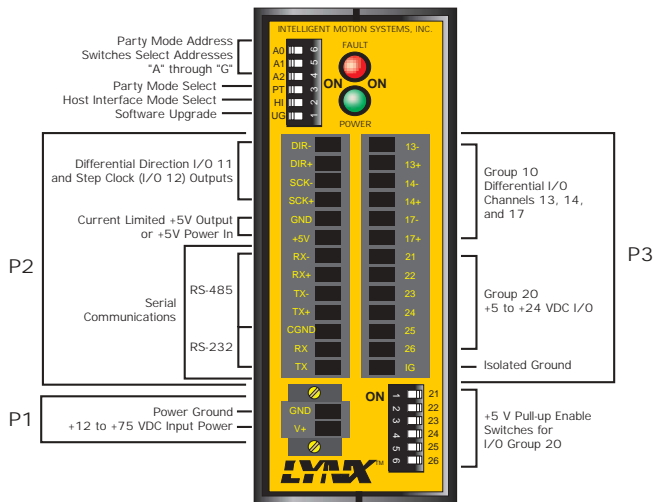 INTELLIGENT MOTION SYSTEMS, INC.
FAULT
ON ON
POWER
A0 6
A1 5
A2 4
PT 3
HI 2
UG 1
Party Mode Address
Switches Select Addresses
"A" through "G"
Party Mode Select
Host Interface Mode Select
Software Upgrade
P2
Differential Direction I/O 11
and Step Clock (I/O 12) Outputs
Current Limited +5V Output
or +5V Power In
RS-485
Serial
Communications
RS-232
P1
Power Ground
+12 to +75 VDC Input Power
DIR-
DIR+
SCK-
SCK+
GND
+5V
RX-
RX+
TX-
TX+
CGND
RX
TX
GND
V+
LYNX™
13-
13+
14-
14+
17-
17+
21
22
23
24
25
26
IG
ON
1 21
2 22
3 23
4 24
5 25
6 26
Group 10
Differential I/O
Channels 13, 14,
and 17
P3
Group 20
+5 to +24 VDC I/O
Isolated Ground
+5 V Pull-up Enable
Switches for
I/O Group 20